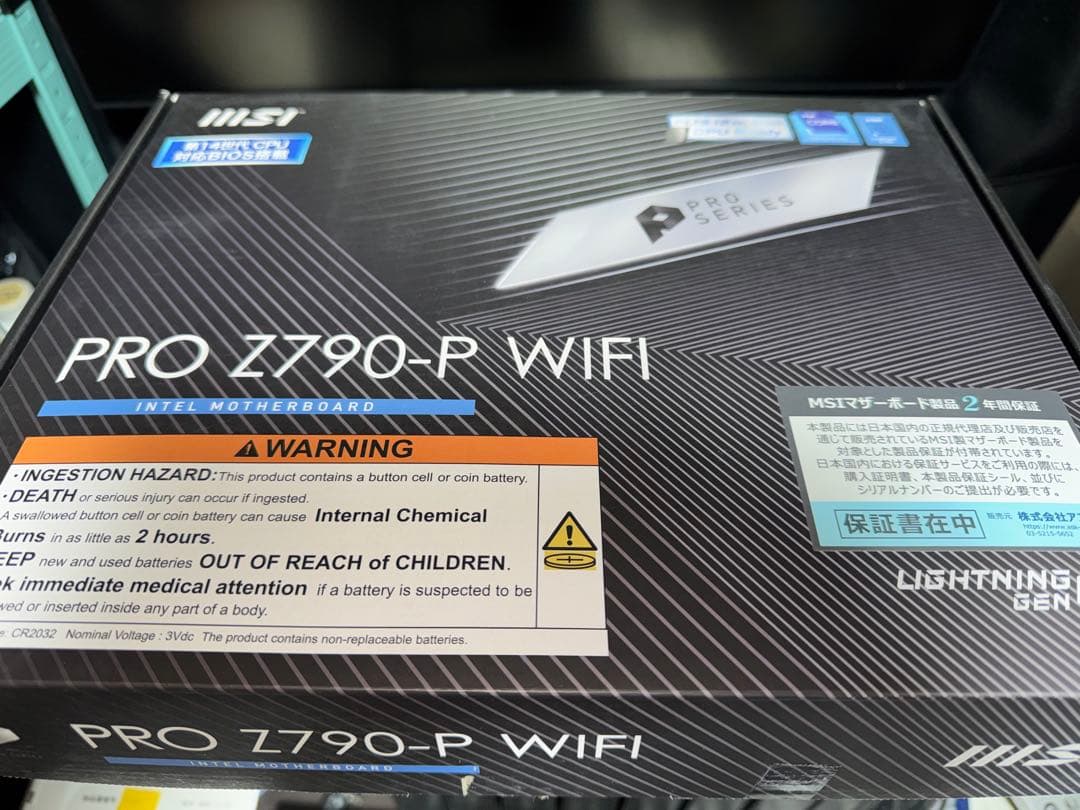 msi
第14世代 CPU
対応BIOS搭載
PRO
SERIES
PRO Z790-P WIFI
INTEL MOTHERBOARD
WARNING
・INGESTION HAZARD: This product contains a button cell or coin battery.
・DEATH or serious injury can occur if ingested.
A swallowed button cell or coin battery can cause Internal Chemical
Burns in as little as 2 hours.
EEP new and used batteries OUT OF REACH of CHILDREN.
k immediate medical attention if a battery is suspected to be
wed or inserted inside any part of a body.
e: CR2032 Nominal Voltage : 3Vdc The product contains non-replaceable batteries.
MSIマザーボード製品 2 年間保証
本製品には日本国内の正規代理店及び販売店を
通じて販売されているMSI製マザーボード製品を
対象とした製品保証が付帯されています。
日本国内における保証サービスをご利用の際には、
購入証明書、本製品保証シール、並びに
シリアルナンバーのご提出が必要です。
保証書在中
販売元 株式会社ア
https://www.ask
03-5215-5652
LIGHTNING
GEN
PRO Z790-P WIFI
INTEL MOTHERBOARD
ms